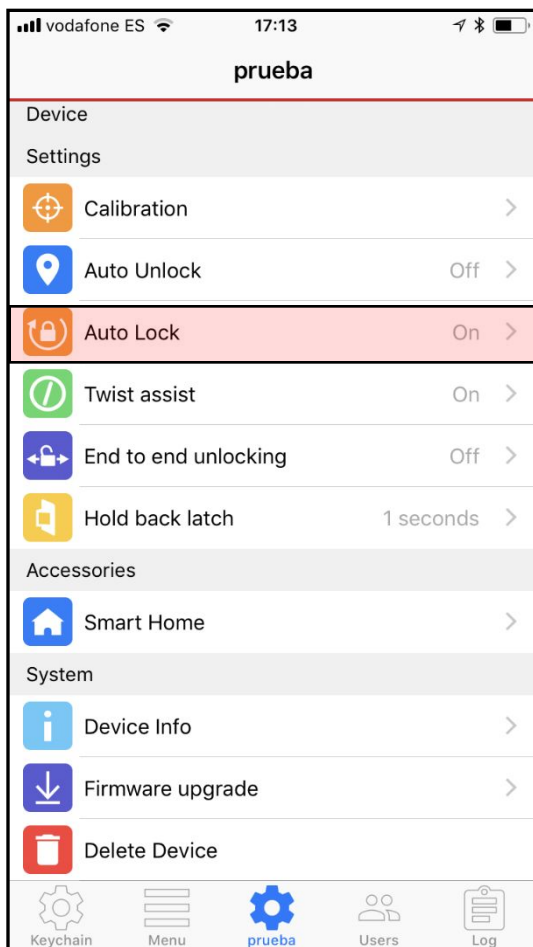 vodafone ES 17:13
prueba
Device
Settings
Calibration
Auto Unlock Off
Auto Lock On
Twist assist On
End to end unlocking Off
Hold back latch 1 seconds
Accessories
Smart Home
System
Device Info
Firmware upgrade
Delete Device
Keychain Menu prueba Users Log